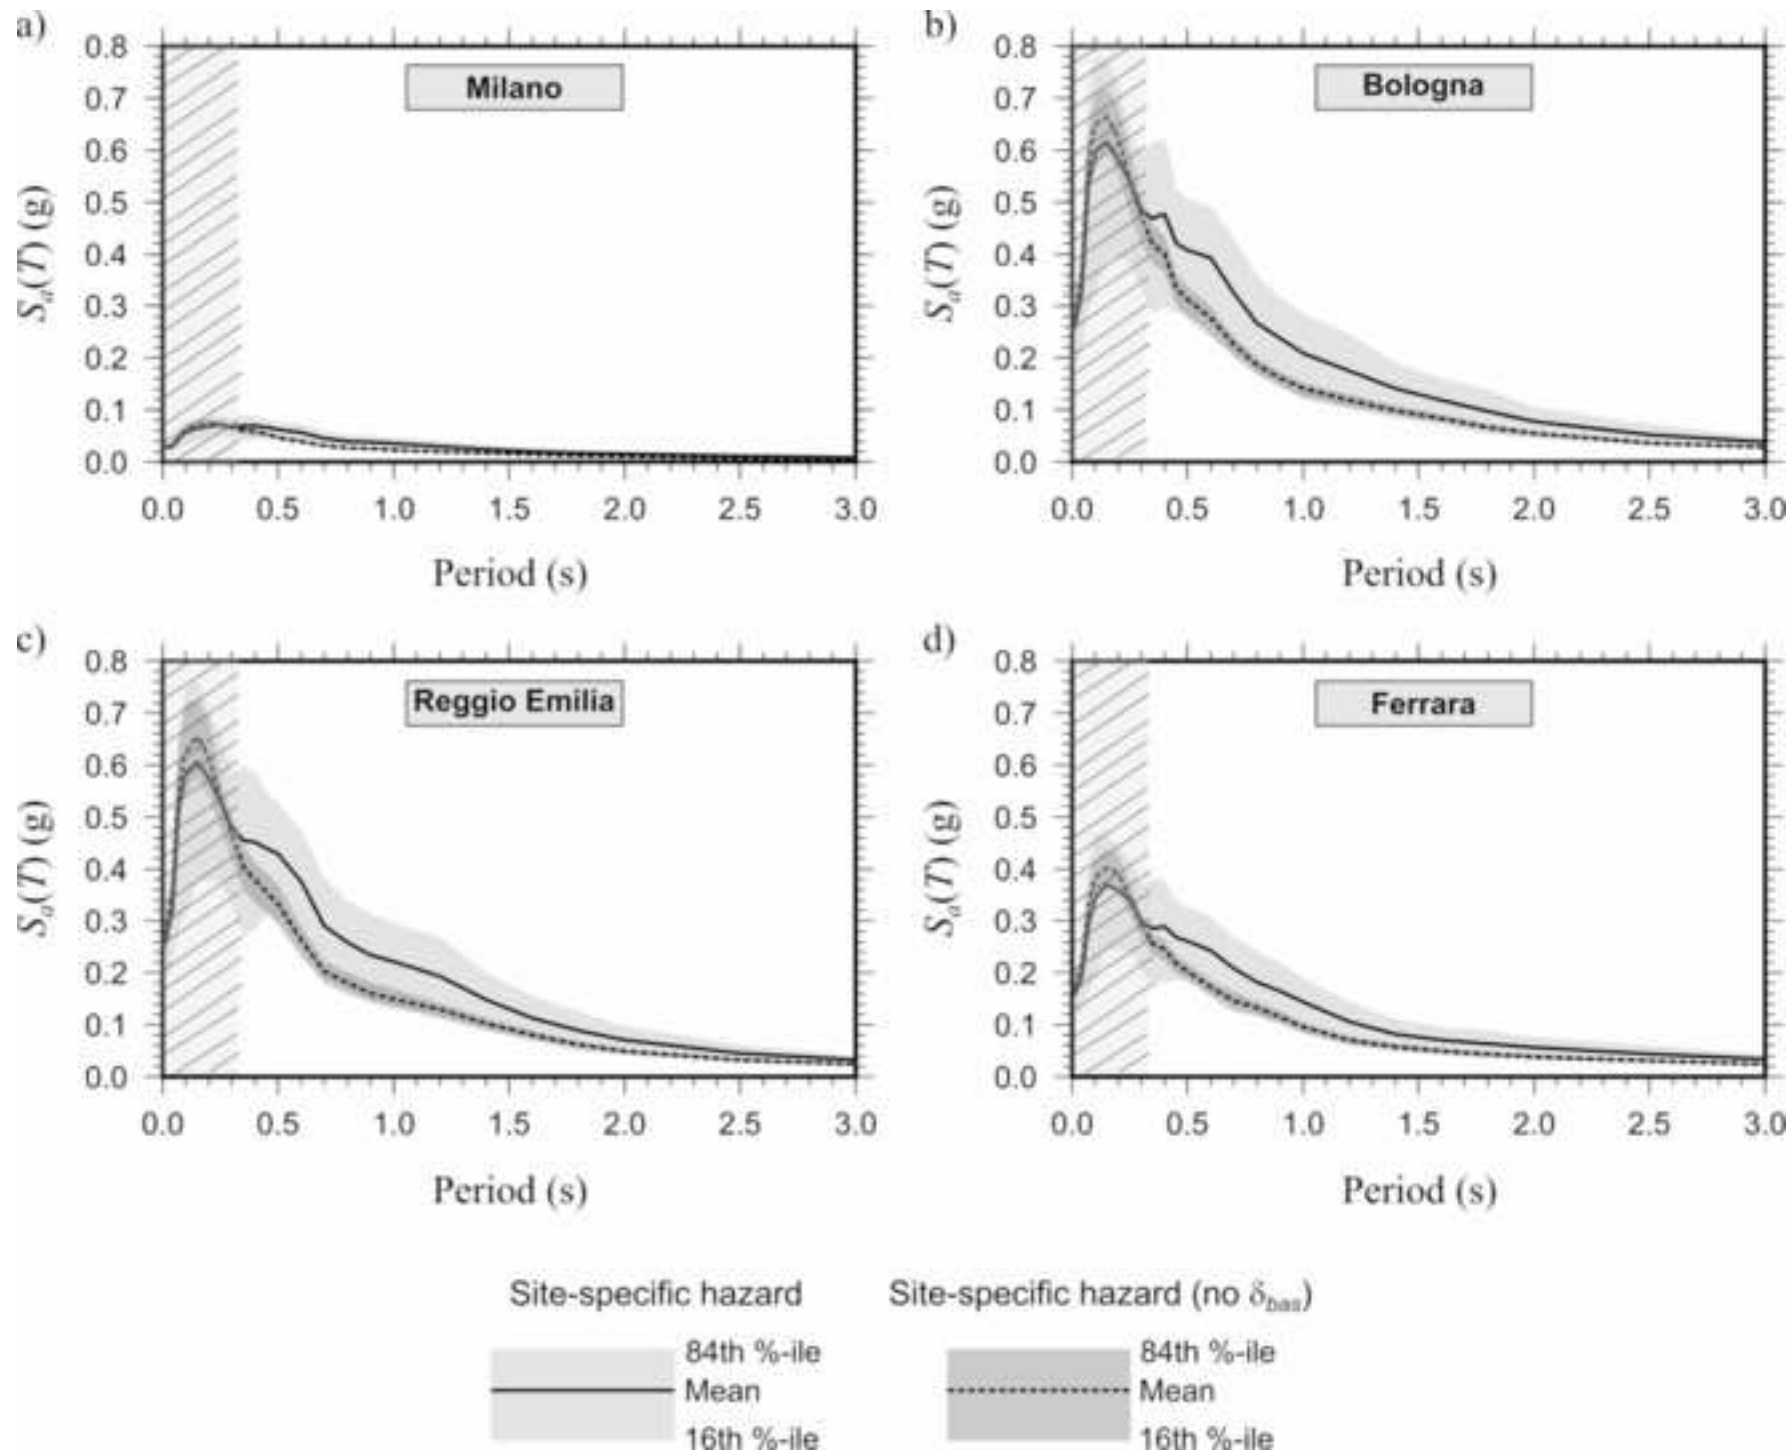 a)
Milano
0.8
0.7
0.6
0.5
0.4
0.3
0.2
0.1
0.0
Sa(T) (g)
0.0 0.5 1.0 1.5 2.0 2.5 3.0
Period (s)
b)
Bologna
0.8
0.7
0.6
0.5
0.4
0.3
0.2
0.1
0.0
Sa(T) (g)
0.0 0.5 1.0 1.5 2.0 2.5 3.0
Period (s)
c)
Reggio Emilia
0.8
0.7
0.6
0.5
0.4
0.3
0.2
0.1
0.0
Sa(T) (g)
0.0 0.5 1.0 1.5 2.0 2.5 3.0
Period (s)
d)
Ferrara
0.8
0.7
0.6
0.5
0.4
0.3
0.2
0.1
0.0
Sa(T) (g)
0.0 0.5 1.0 1.5 2.0 2.5 3.0
Period (s)
Site-specific hazard
84th %-ile
Mean
16th %-ile
Site-specific hazard (no δbas)
84th %-ile
Mean
16th %-ile